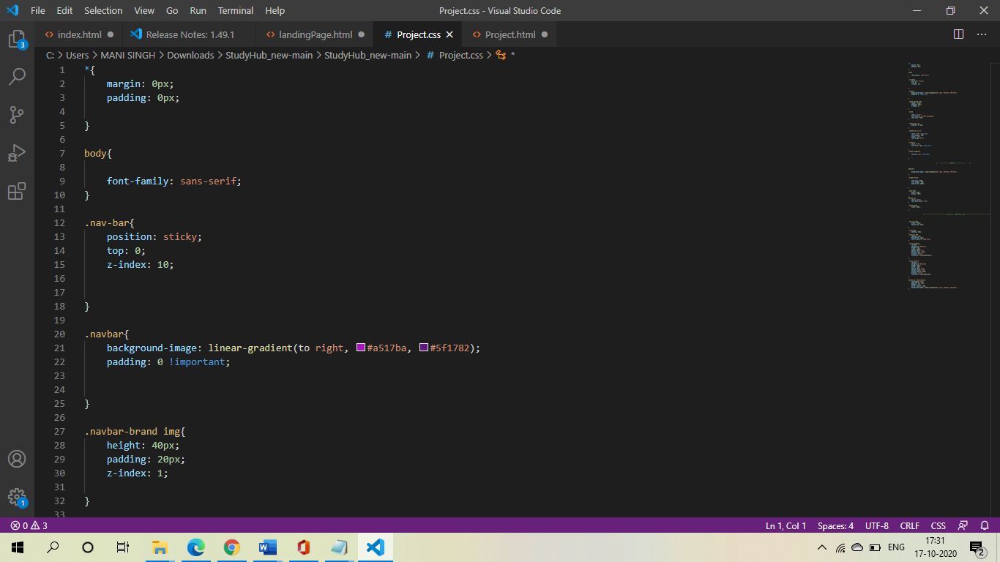 File Edit Selection View Go Run Terminal Help Project.css - Visual Studio Code
index.html Release Notes: 1.49.1 landingPage.html # Project.css Project.html
C: > Users > MANI SINGH > Downloads > StudyHub_new-main > StudyHub_new-main > # Project.css > *
1 *{
2 margin: 0px;
3 padding: 0px;
4
5 }
6
7 body{
8
9 font-family: sans-serif;
10 }
11
12 .nav-bar{
13 position: sticky;
14 top: 0;
15 z-index: 10;
16
17
18 }
19
20 .navbar{
21 background-image: linear-gradient(to right, #a517ba, #5f1782);
22 padding: 0 !important;
23
24
25 }
26
27 .navbar-brand img{
28 height: 40px;
29 padding: 20px;
30 z-index: 1;
31
32 }
33
3
1
0 3 Ln 1, Col 1 Spaces: 4 UTF-8 CRLF CSS
ENG 17:31
17-10-2020
2